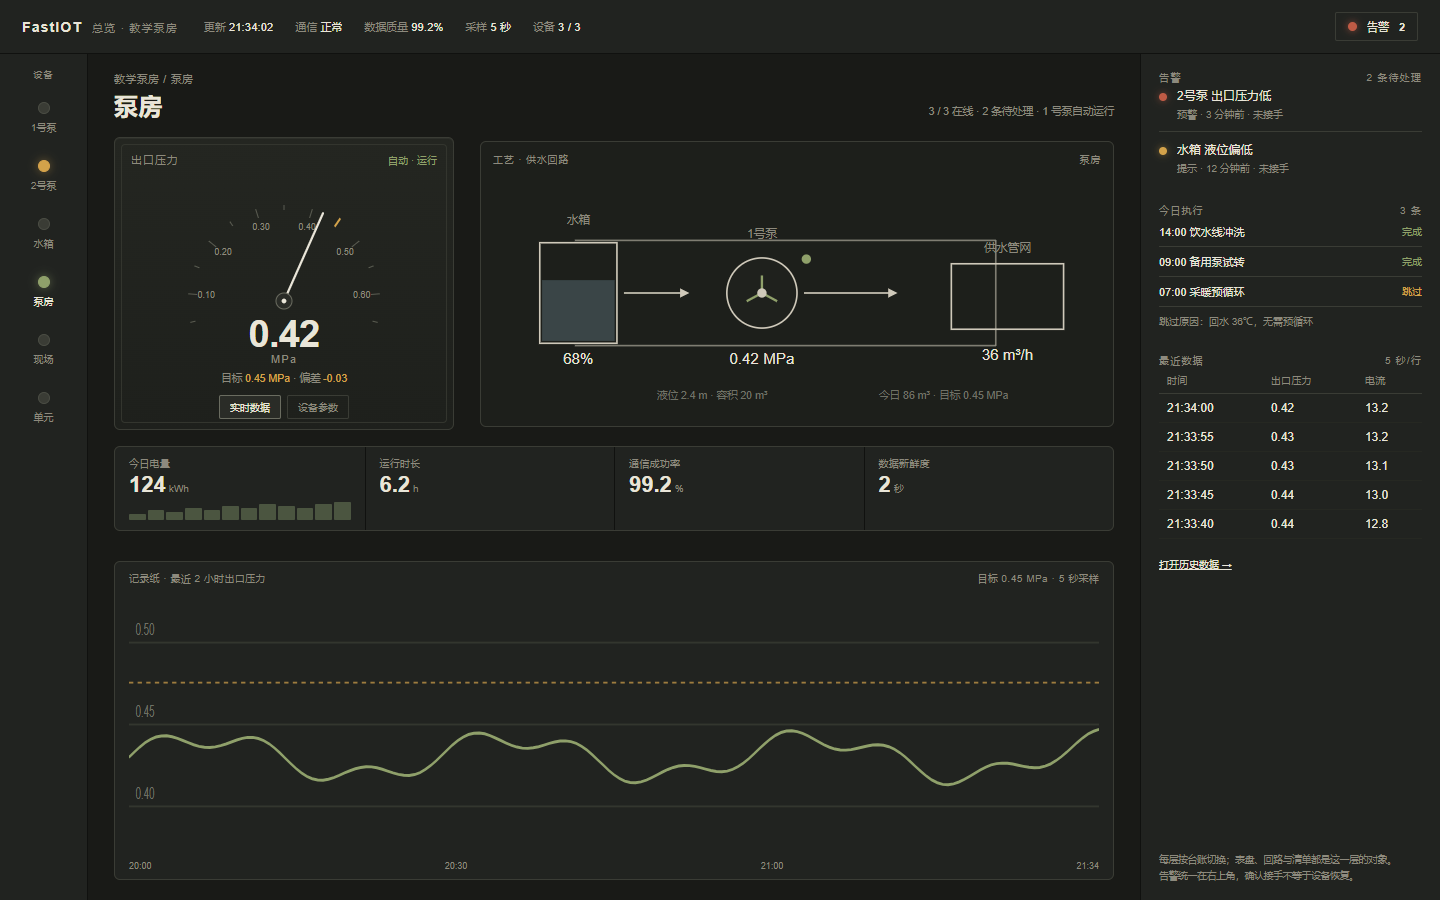 FastIOT 总览 · 教学泵房 更新 21:34:02 通信 正常 数据质量 99.2% 采样 5 秒 设备 3 / 3 告警 2
设备
1号泵
2号泵
水箱
泵房
现场
单元
教学泵房 / 泵房
泵房
3 / 3 在线 · 2 条待处理 · 1 号泵自动运行
出口压力 自动 · 运行
0.10
0.20
0.30
0.40
0.50
0.60
0.42
MPa
目标 0.45 MPa · 偏差 -0.03
实时数据 设备参数
工艺 · 供水回路 泵房
水箱
1号泵
供水管网
68%
0.42 MPa
36 m³/h
液位 2.4 m · 容积 20 m³
今日 86 m³ · 目标 0.45 MPa
今日电量
124 kWh
运行时长
6.2 h
通信成功率
99.2 %
数据新鲜度
2 秒
记录纸 · 最近 2 小时出口压力 目标 0.45 MPa · 5 秒采样
0.50
0.45
0.40
20:00 20:30 21:00 21:34
告警 2 条待处理
2号泵 出口压力低
预警 · 3 分钟前 · 未接手
水箱 液位偏低
提示 · 12 分钟前 · 未接手
今日执行 3 条
14:00 饮水线冲洗 完成
09:00 备用泵试转 完成
07:00 采暖预循环 跳过
跳过原因：回水 36℃，无需预循环
最近数据 5 秒/行
时间 出口压力 电流
21:34:00 0.42 13.2
21:33:55 0.43 13.2
21:33:50 0.43 13.1
21:33:45 0.44 13.0
21:33:40 0.44 12.8
打开历史数据 →
每层按台账切换；表盘、回路与清单都是这一层的对象。
告警统一在右上角，确认接手不等于设备恢复。